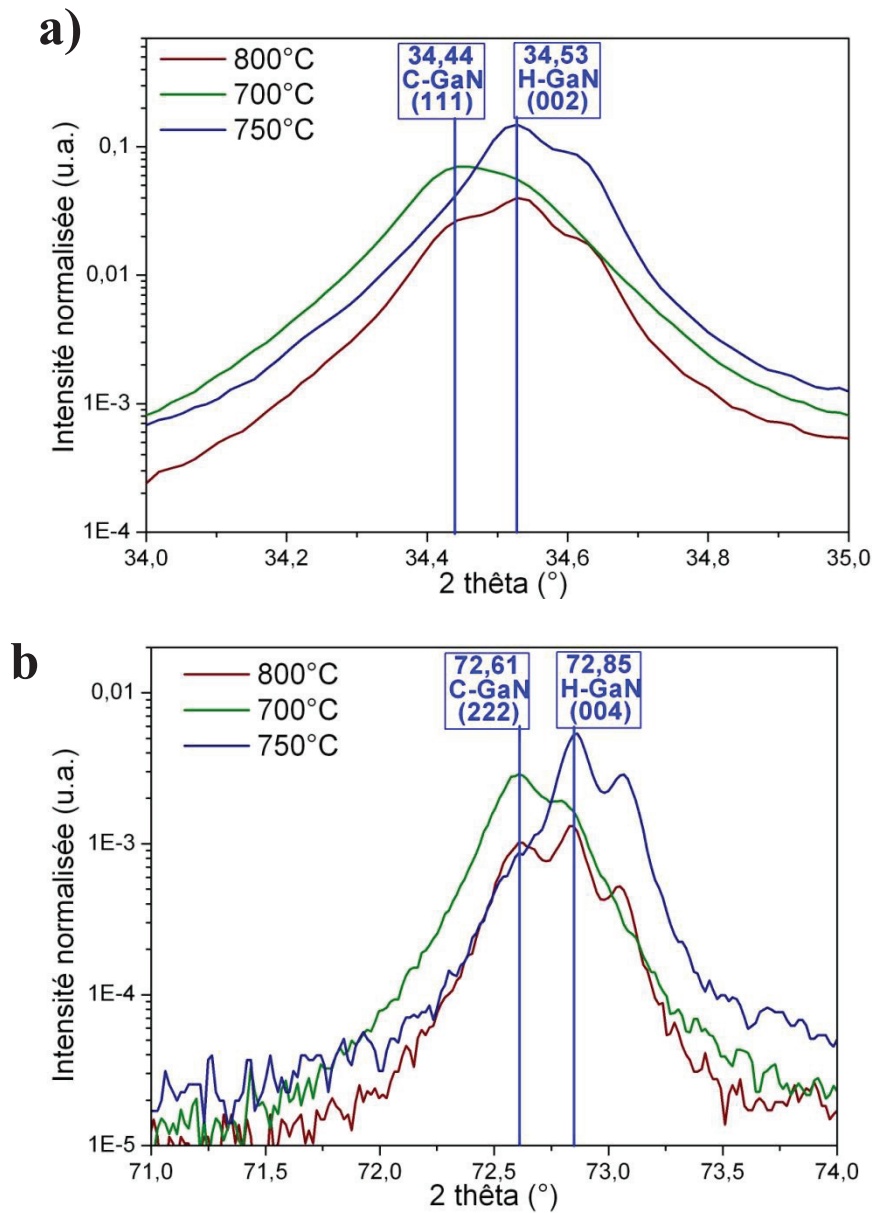 a)
800°C
700°C
750°C
34,44
C-GaN
(111)
34,53
H-GaN
(002)
Intensité normalisée (u.a.)
0,1
0,01
1E-3
1E-4
34,0
34,2
34,4
34,6
34,8
35,0
2 thêta (°)
b
800°C
700°C
750°C
72,61
C-GaN
(222)
72,85
H-GaN
(004)
Intensité normalisée (u.a.)
0,01
1E-3
1E-4
1E-5
71,0
71,5
72,0
72,5
73,0
73,5
74,0
2 thêta (°)